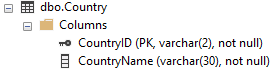 dbo.Country
Columns
CountryID (PK, varchar(2), not null)
CountryName (varchar(30), not null)